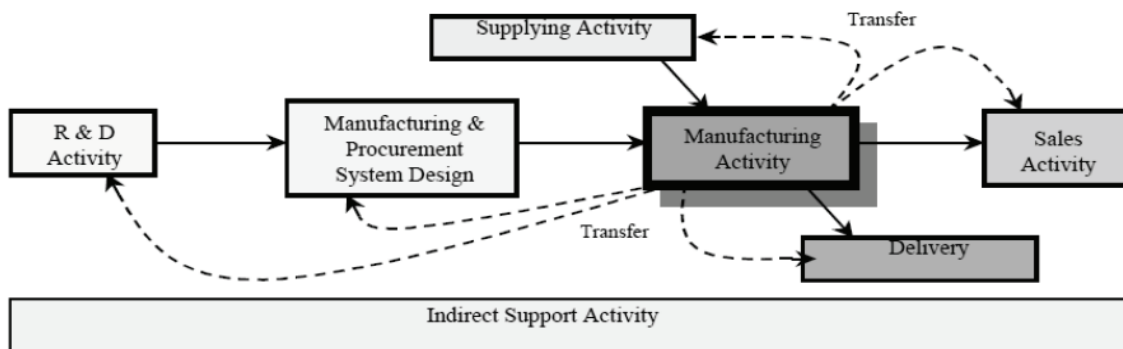 Transfer
Supplying Activity
R & D
Activity
Manufacturing &
Procurement
System Design
Manufacturing
Activity
Sales
Activity
Transfer
Delivery
Indirect Support Activity